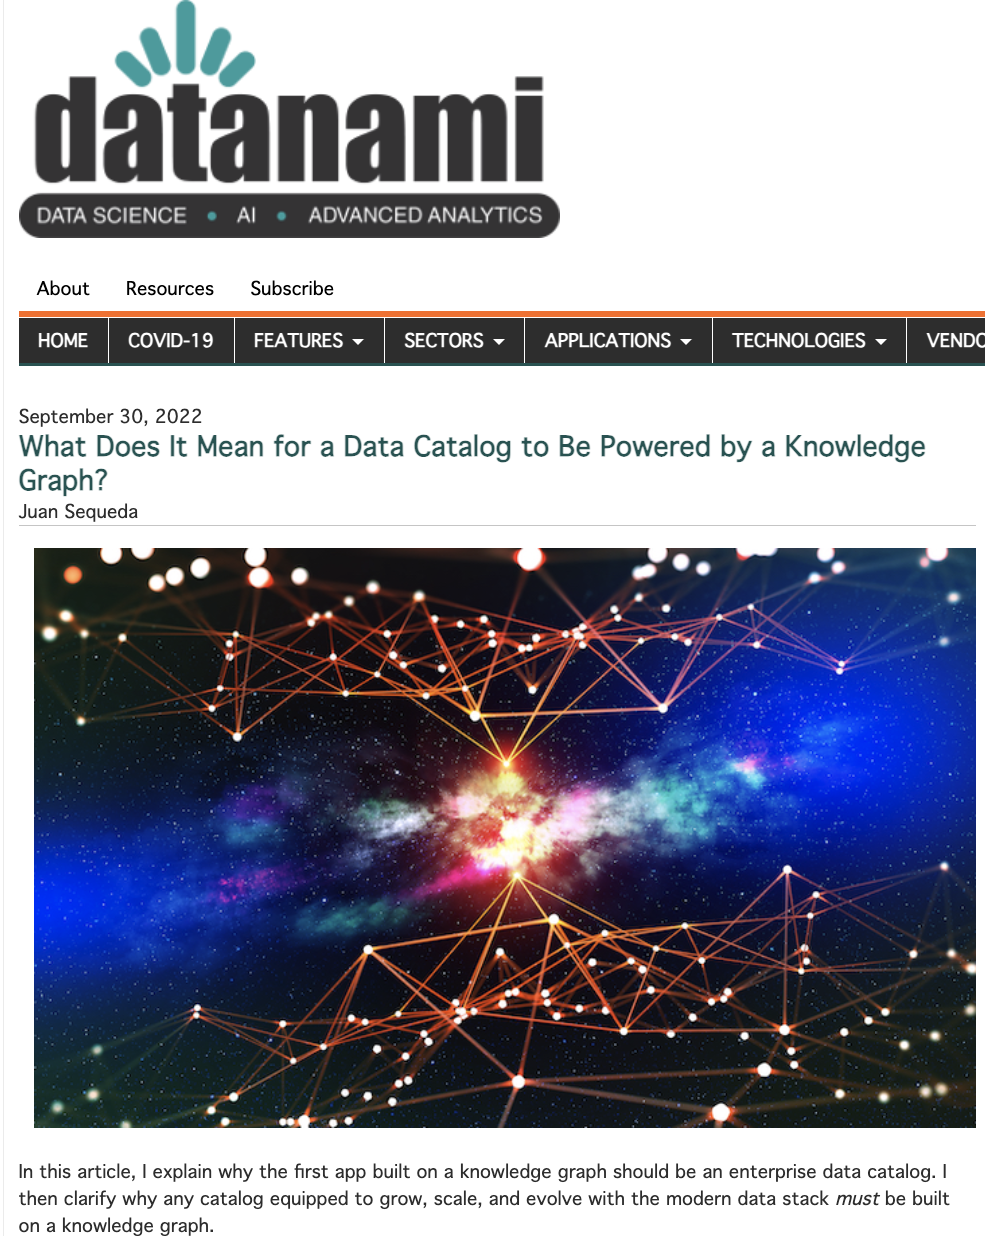 datanami
DATA SCIENCE • AI • ADVANCED ANALYTICS
About Resources Subscribe
HOME COVID-19 FEATURES SECTORS APPLICATIONS TECHNOLOGIES VENDO
September 30, 2022
What Does It Mean for a Data Catalog to Be Powered by a Knowledge
Graph?
Juan Sequeda
In this article, I explain why the first app built on a knowledge graph should be an enterprise data catalog. I
then clarify why any catalog equipped to grow, scale, and evolve with the modern data stack must be built
on a knowledge graph.